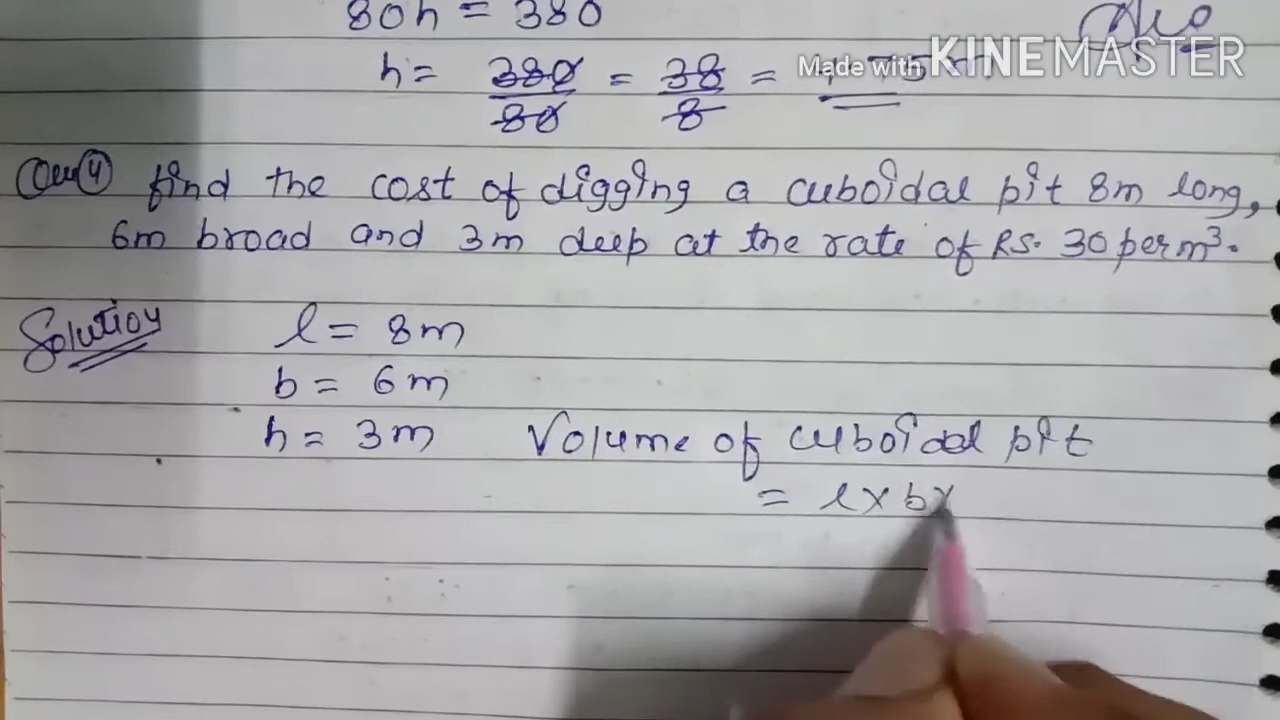 80h = 380
h = 380/80 = 38/8 =
Made with KINEMASTER
Que 4 find the cost of digging a cuboidal pit 8m long,
6m broad and 3m deep at the rate of RS. 30 per m³.
Solution
l = 8m
b = 6m
h = 3m Volume of cuboidal pit
= l × b ×